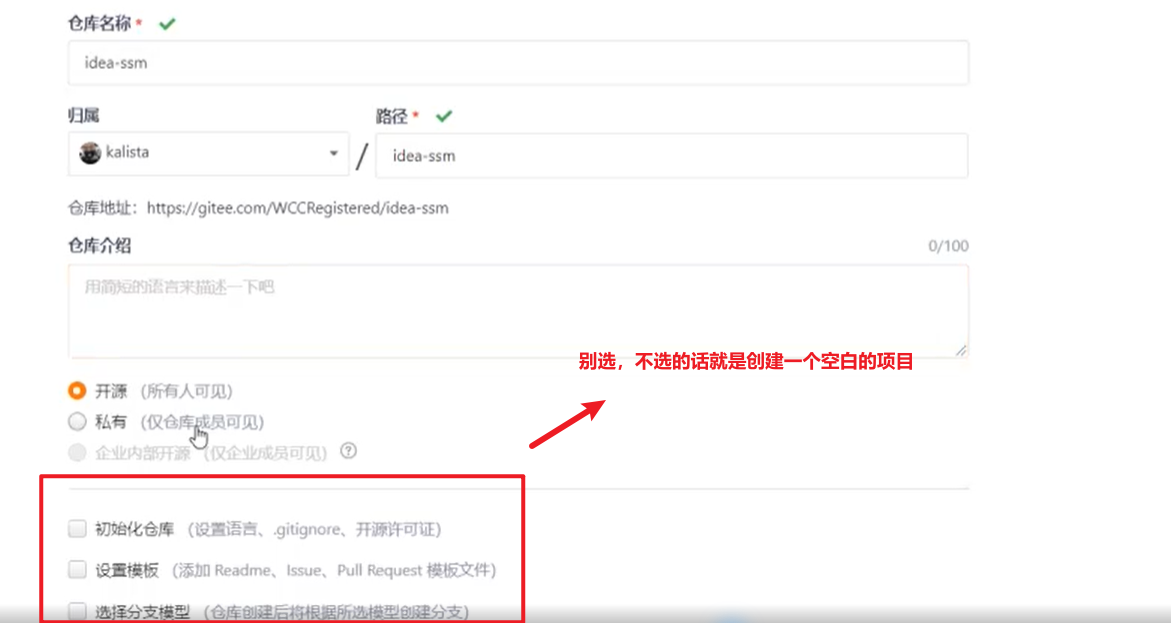 仓库名称 *
idea-ssm
归属
路径 *
kalista
/
idea-ssm
仓库地址：https://gitee.com/WCCRegistered/idea-ssm
仓库介绍
0/100
用简短的语言来描述一下吧
别选，不选的话就是创建一个空白的项目
开源 （所有人可见）
私有 （仅仓库成员可见）
企业内部开源 （仅企业成员可见） ?
初始化仓库 （设置语言、.gitignore、开源许可证）
设置模板 （添加 Readme、Issue、Pull Request 模板文件）
选择分支模型 （仓库创建后将根据所选模型创建分支）